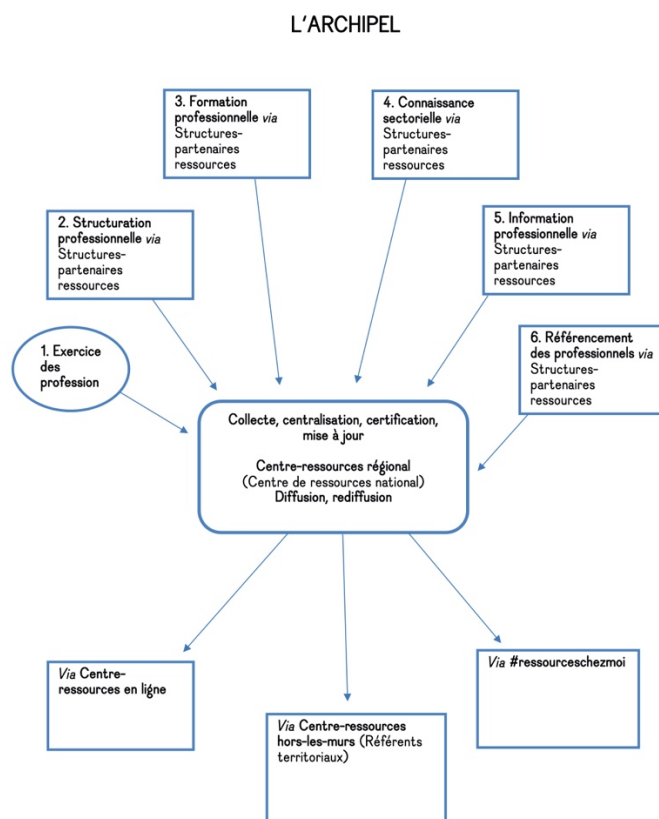 L'ARCHIPEL
3. Formation
professionnelle via
Structures-
partenaires
ressources
4. Connaissance
sectorielle via
Structures-
partenaires
ressources
2. Structuration
professionnelle via
Structures-
partenaires
ressources
5. Information
professionnelle via
Structures-
partenaires
ressources
1. Exercice
des
profession
6. Référencement
des professionnels via
Structures-
partenaires
ressources
Collecte, centralisation, certification,
mise à jour
Centre-ressources régional
(Centre de ressources national)
Diffusion, rediffusion
Via Centre-
ressources en ligne
Via Centre-ressources
hors-les-murs (Référents
territoriaux)
Via #ressourceschezmoi